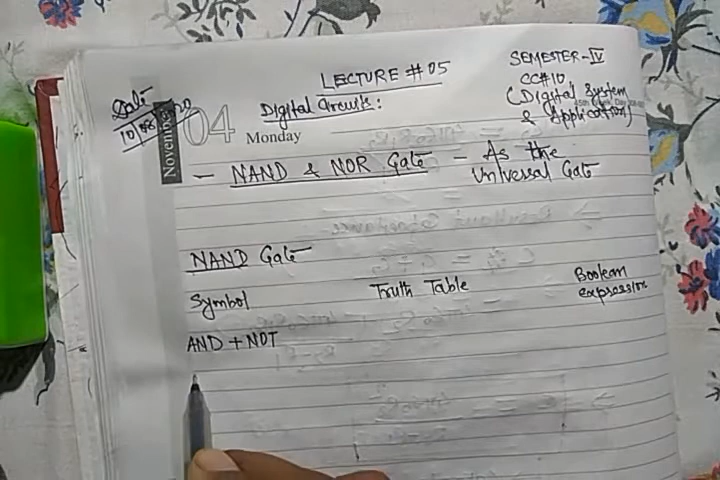 LECTURE # 05
SEMESTER-IV
CC#10
(Digital System
& Application)
Date
November
04
Monday
Digital Circuits:
- NAND & NOR Gate - As the
Universal Gate
NAND Gate
Symbol
Truth Table
Boolean
expression
AND + NOT